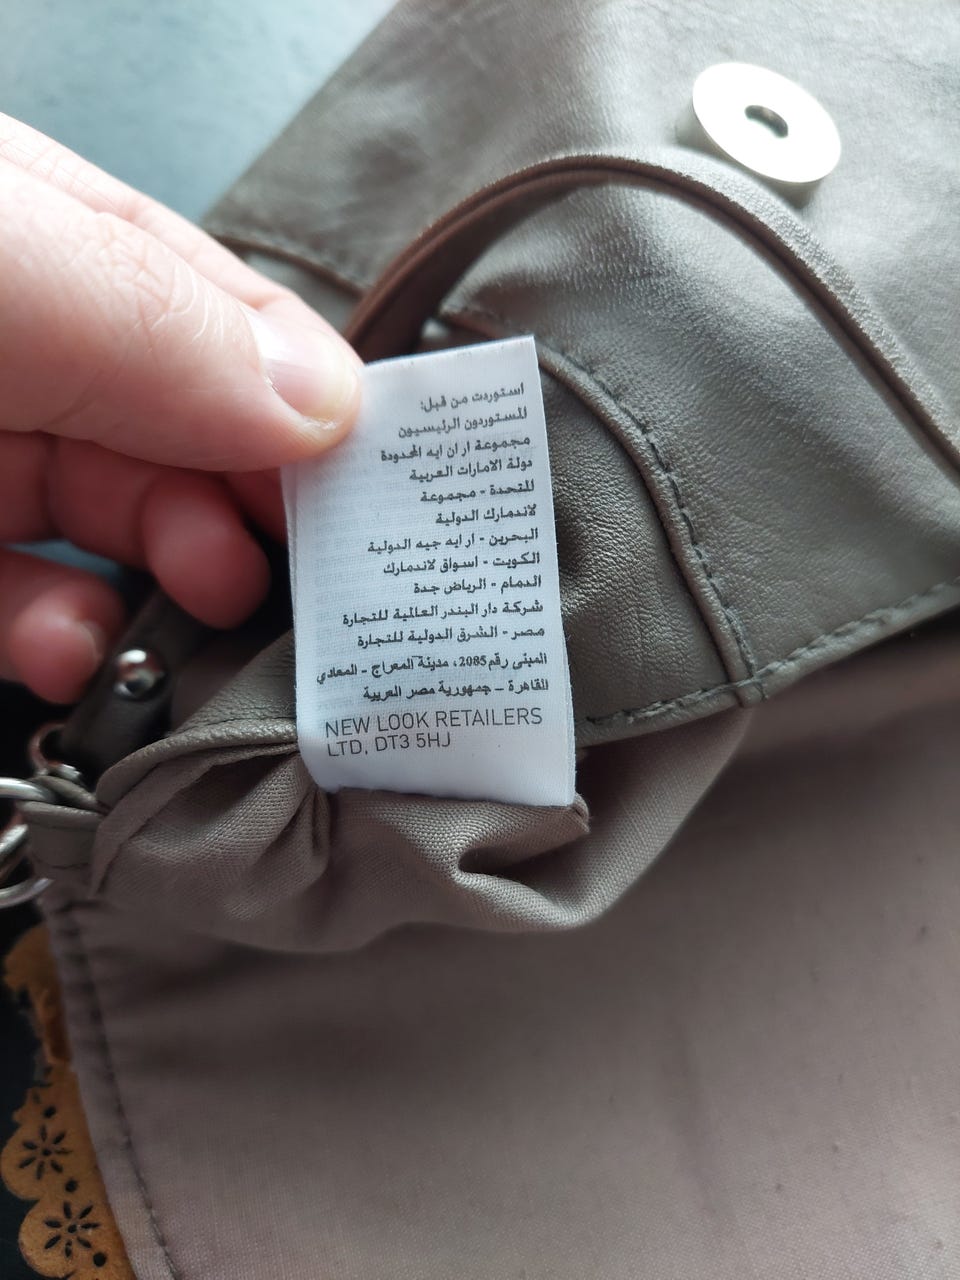 استوردت من قبل:
للستوردون الرئيسيون
مجموعة ار ان ايه المحدودة
دولة الامارات العربية
للتحدة - مجموعة
لاندمارك الدولية
البحرين - ار ايه جيه الدولية
الكويت - اسواق لاندمارك
الدمام - الرياض جدة
شركة دار البندر العالمية للتجارة
مصر - الشرق الدولية للتجارة
المبنى رقم 2085، مدينة المعراج - المعادي
القاهرة – جمهورية مصر العربية
NEW LOOK RETAILERS
LTD, DT3 5HJ